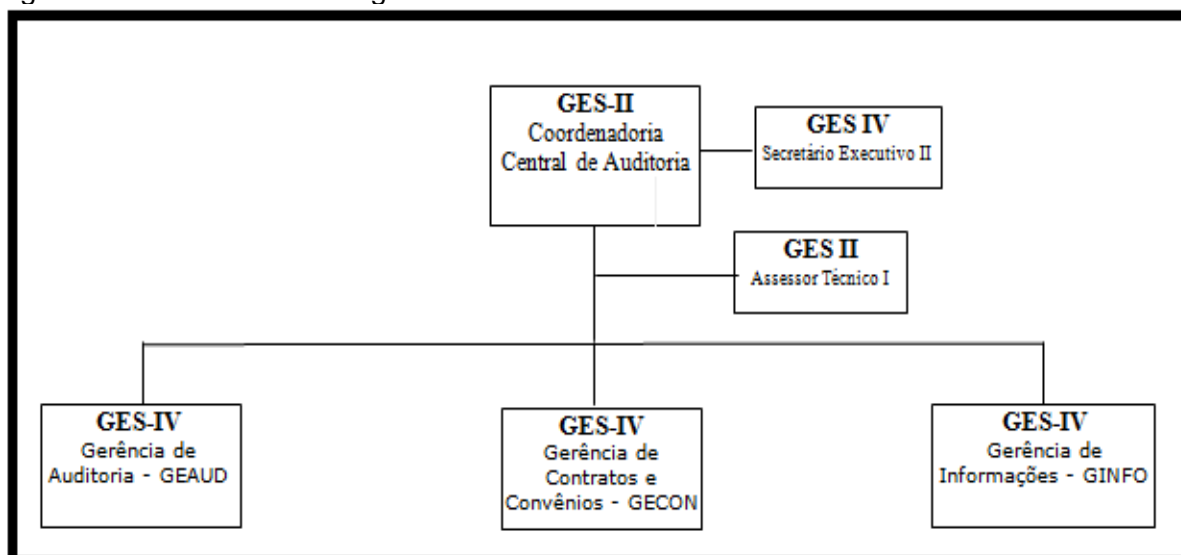 GES-II
Coordenadoria
Central de Auditoria
GES IV
Secretário Executivo II
GES II
Assessor Técnico I
GES-IV
Gerência de
Auditoria - GEAUD
GES-IV
Gerência de
Contratos e
Convênios - GECON
GES-IV
Gerência de
Informações - GINFO